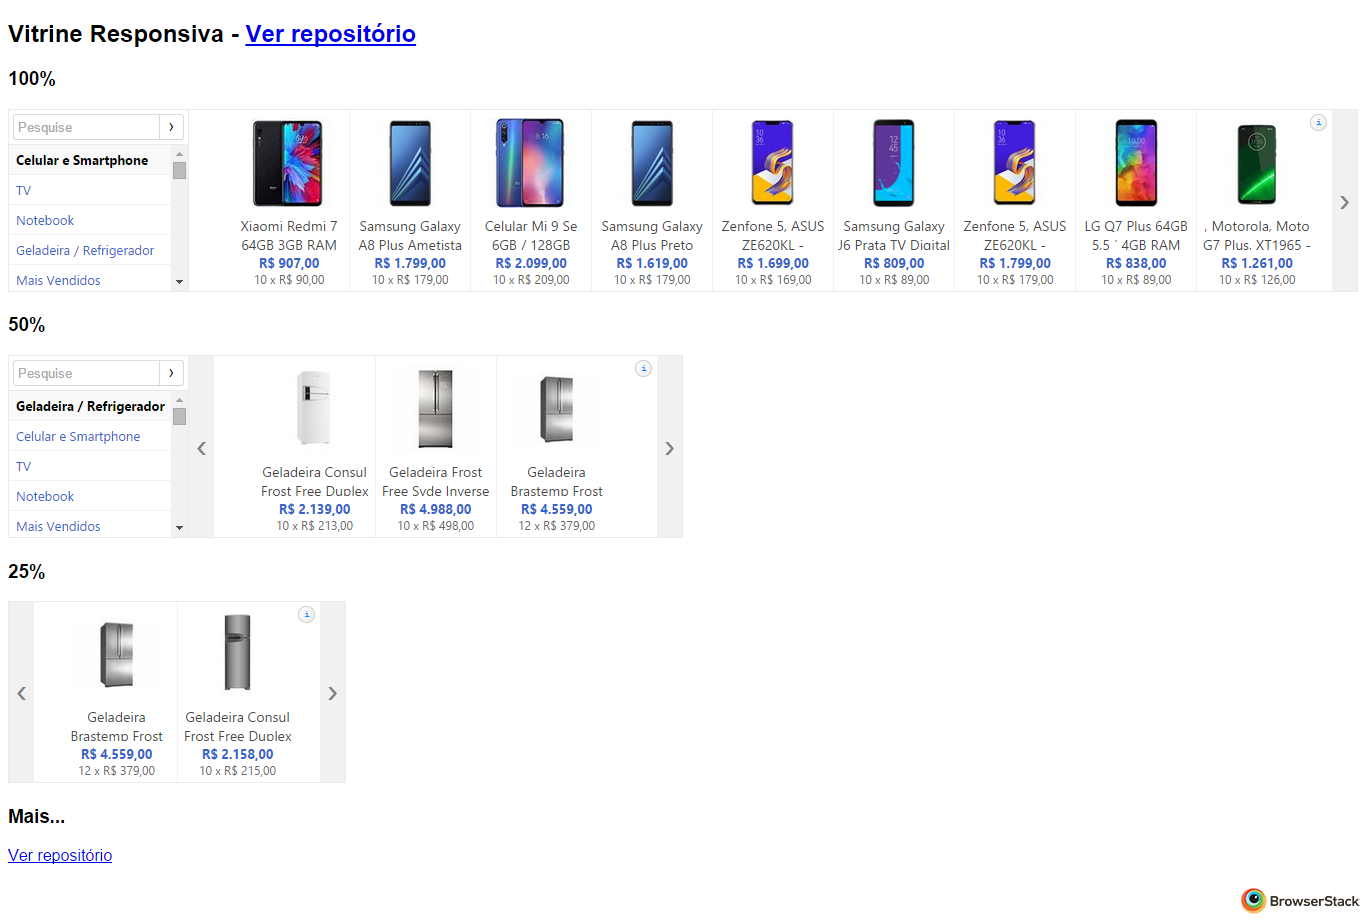 Vitrine Responsiva - Ver repositório
100%
Pesquise
Celular e Smartphone
TV
Notebook
Geladeira / Refrigerador
Mais Vendidos
Xiaomi Redmi 7
64GB 3GB RAM
R$ 907,00
10 x R$ 90,00
Samsung Galaxy
A8 Plus Ametista
R$ 1.799,00
10 x R$ 179,00
Celular Mi 9 Se
6GB / 128GB
R$ 2.099,00
10 x R$ 209,00
Samsung Galaxy
A8 Plus Preto
R$ 1.619,00
10 x R$ 179,00
Zenfone 5, ASUS
ZE620KL -
R$ 1.699,00
10 x R$ 169,00
Samsung Galaxy
J6 Prata TV Digital
R$ 809,00
10 x R$ 89,00
Zenfone 5, ASUS
ZE620KL -
R$ 1.799,00
10 x R$ 179,00
LG Q7 Plus 64GB
5.5 ´ 4GB RAM
R$ 838,00
10 x R$ 89,00
, Motorola, Moto
G7 Plus, XT1965 -
R$ 1.261,00
10 x R$ 126,00
50%
Pesquise
Geladeira / Refrigerador
Celular e Smartphone
TV
Notebook
Mais Vendidos
Geladeira Consul
Frost Free Duplex
R$ 2.139,00
10 x R$ 213,00
Geladeira Frost
Free Syde Inverse
R$ 4.988,00
10 x R$ 498,00
Geladeira
Brastemp Frost
R$ 4.559,00
12 x R$ 379,00
25%
Geladeira
Brastemp Frost
R$ 4.559,00
12 x R$ 379,00
Geladeira Consul
Frost Free Duplex
R$ 2.158,00
10 x R$ 215,00
Mais...
Ver repositório
BrowserStack